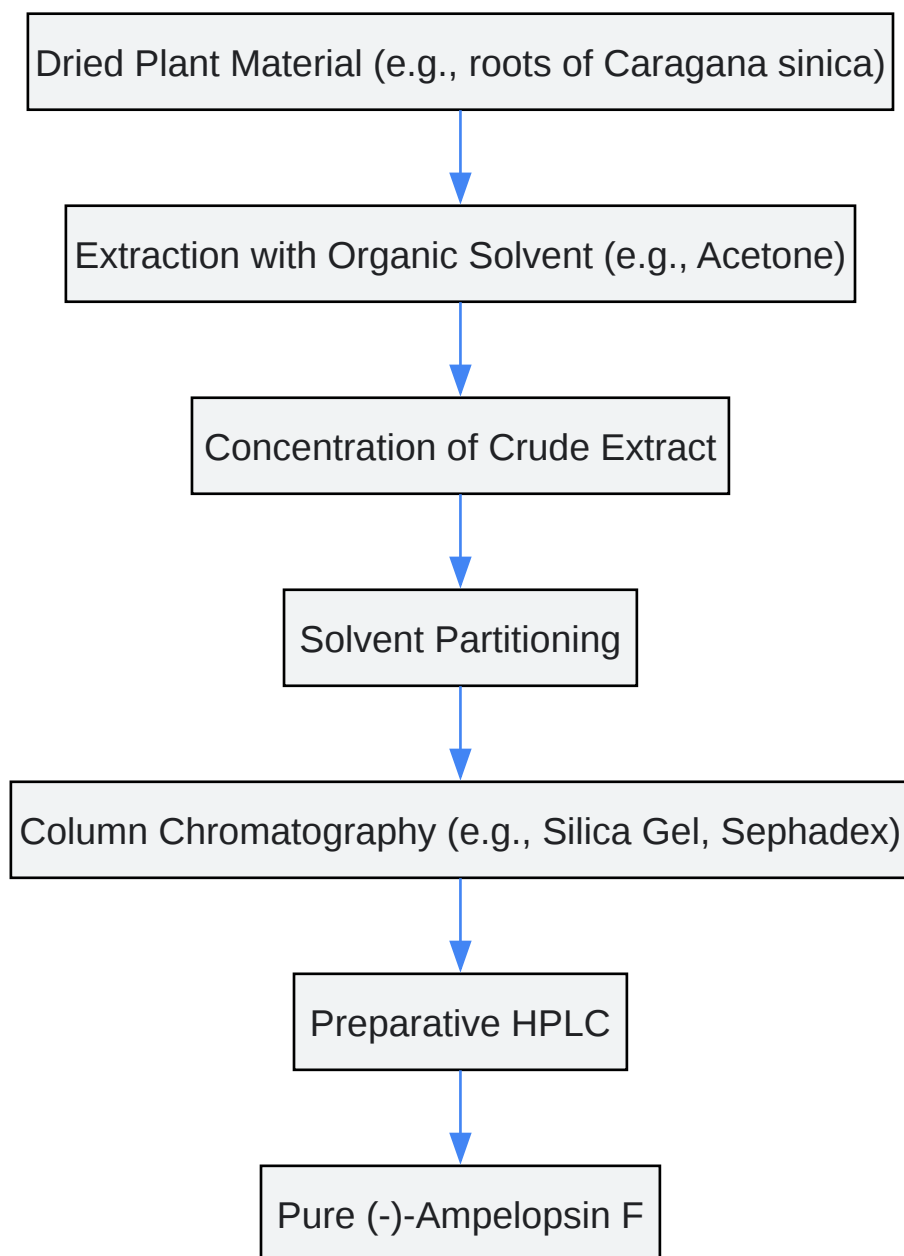 Dried Plant Material (e.g., roots of Caragana sinica)
Extraction with Organic Solvent (e.g., Acetone)
Concentration of Crude Extract
Solvent Partitioning
Column Chromatography (e.g., Silica Gel, Sephadex)
Preparative HPLC
Pure (-)-Ampelopsin F